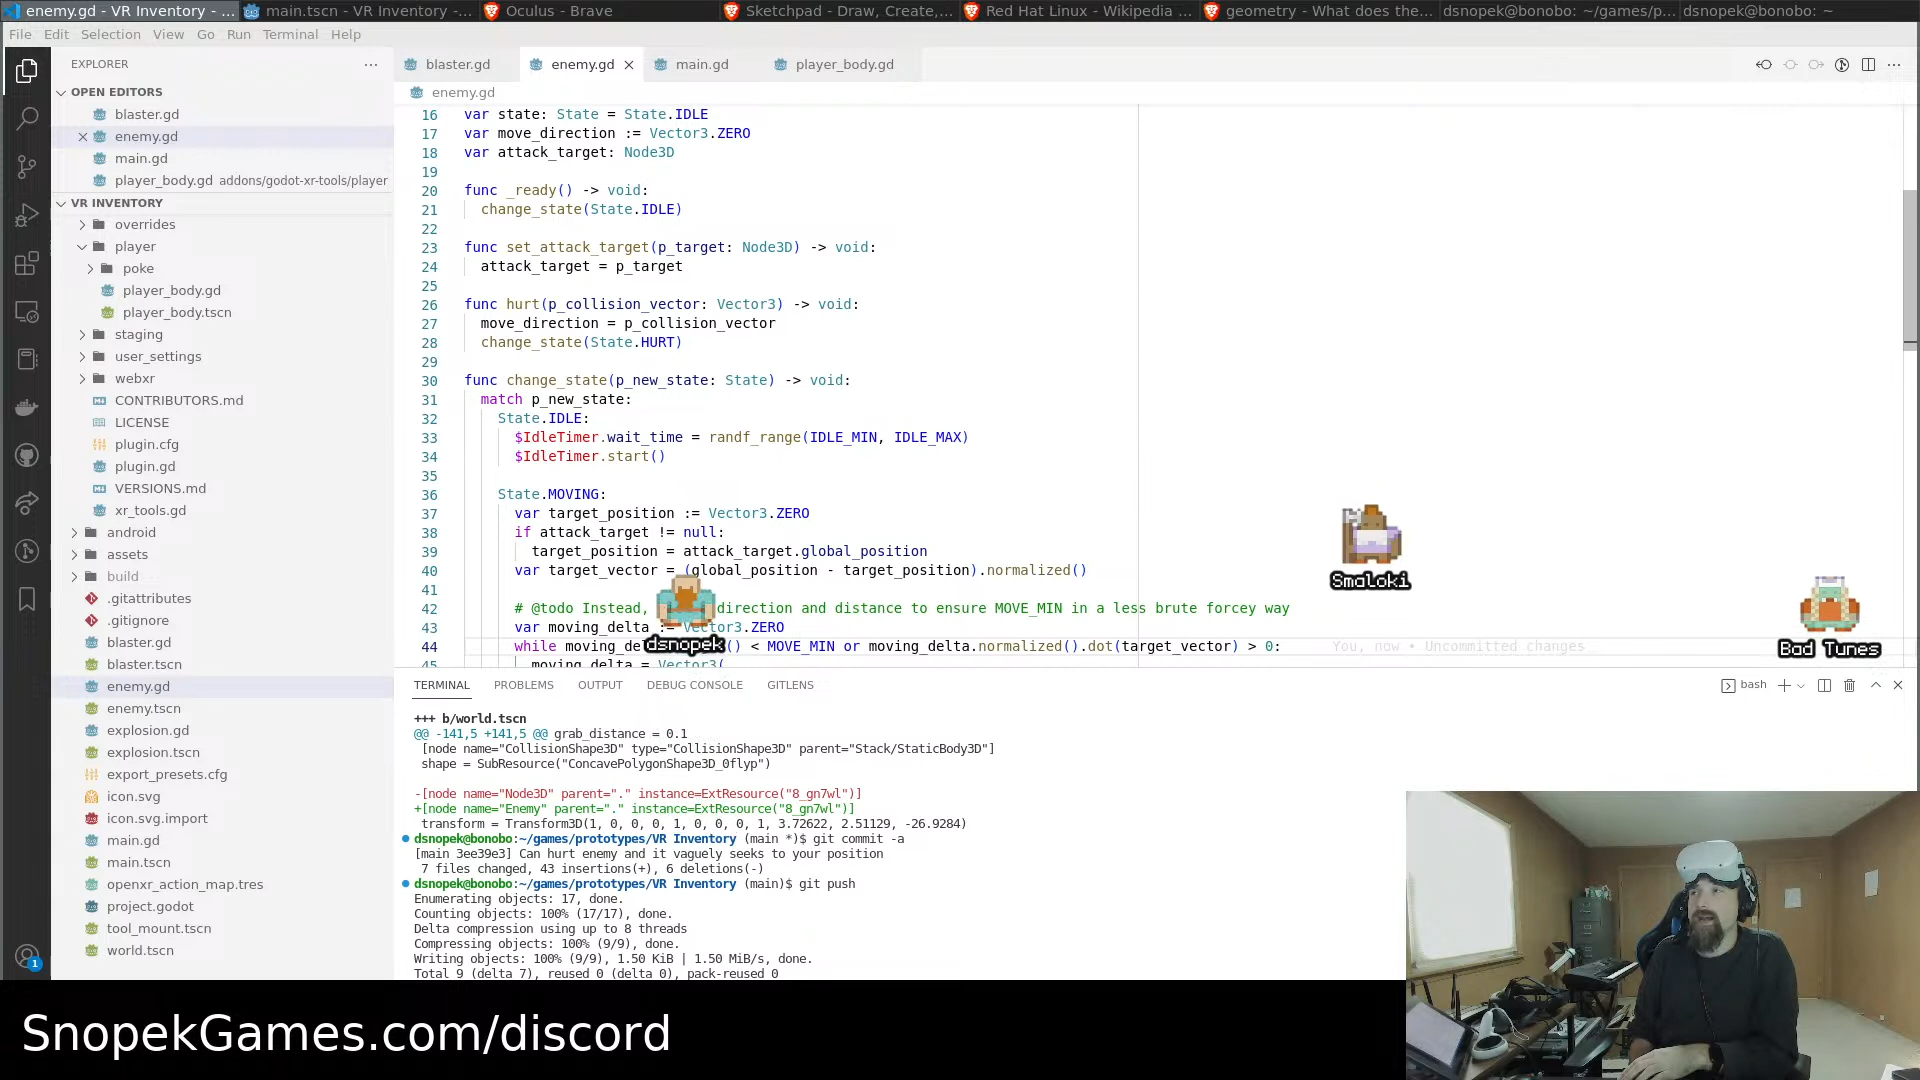 enemy.gd - VR Inventory - ...
main.tscn - VR Inventory -...
Oculus - Brave
Sketchpad - Draw, Create,...
Red Hat Linux - Wikipedia ...
geometry - What does the...
dsnopek@bonobo: ~/games/p...
dsnopek@bonobo: ~
File Edit Selection View Go Run Terminal Help
EXPLORER
OPEN EDITORS
blaster.gd
enemy.gd
main.gd
player_body.gd addons/godot-xr-tools/player
VR INVENTORY
overrides
player
poke
player_body.gd
player_body.tscn
staging
user_settings
webxr
CONTRIBUTORS.md
LICENSE
plugin.cfg
plugin.gd
VERSIONS.md
xr_tools.gd
android
assets
build
.gitattributes
.gitignore
blaster.gd
blaster.tscn
enemy.gd
enemy.tscn
explosion.gd
explosion.tscn
export_presets.cfg
icon.svg
icon.svg.import
main.gd
main.tscn
openxr_action_map.tres
project.godot
tool_mount.tscn
world.tscn
1
blaster.gd
enemy.gd
main.gd
player_body.gd
enemy.gd
16 var state: State = State.IDLE
17 var move_direction := Vector3.ZERO
18 var attack_target: Node3D
19
20 func _ready() -> void:
21 change_state(State.IDLE)
22
23 func set_attack_target(p_target: Node3D) -> void:
24 attack_target = p_target
25
26 func hurt(p_collision_vector: Vector3) -> void:
27 move_direction = p_collision_vector
28 change_state(State.HURT)
29
30 func change_state(p_new_state: State) -> void:
31 match p_new_state:
32 State.IDLE:
33 $IdleTimer.wait_time = randf_range(IDLE_MIN, IDLE_MAX)
34 $IdleTimer.start()
35
36 State.MOVING:
37 var target_position := Vector3.ZERO
38 if attack_target != null:
39 target_position = attack_target.global_position
40 var target_vector = (global_position - target_position).normalized()
41
42 # @todo Instead, direction and distance to ensure MOVE_MIN in a less brute forcey way
43 var moving_delta := Vector3.ZERO
44 while moving_de () < MOVE_MIN or moving_delta.normalized().dot(target_vector) > 0: You, now • Uncommitted changes
45 moving_delta = Vector3(
Smaloki
dsnopek
Bad Tunes
TERMINAL PROBLEMS OUTPUT DEBUG CONSOLE GITLENS
bash
+++ b/world.tscn
@@ -141,5 +141,5 @@ grab_distance = 0.1
[node name="CollisionShape3D" type="CollisionShape3D" parent="Stack/StaticBody3D"]
shape = SubResource("ConcavePolygonShape3D_0flyp")
-[node name="Node3D" parent="." instance=ExtResource("8_gn7wl")]
+[node name="Enemy" parent="." instance=ExtResource("8_gn7wl")]
transform = Transform3D(1, 0, 0, 0, 1, 0, 0, 0, 1, 3.72622, 2.51129, -26.9284)
dsnopek@bonobo:~/games/prototypes/VR Inventory (main *)$ git commit -a
[main 3ee39e3] Can hurt enemy and it vaguely seeks to your position
7 files changed, 43 insertions(+), 6 deletions(-)
dsnopek@bonobo:~/games/prototypes/VR Inventory (main)$ git push
Enumerating objects: 17, done.
Counting objects: 100% (17/17), done.
Delta compression using up to 8 threads
Compressing objects: 100% (9/9), done.
Writing objects: 100% (9/9), 1.50 KiB | 1.50 MiB/s, done.
Total 9 (delta 7), reused 0 (delta 0), pack-reused 0
SnopekGames.com/discord